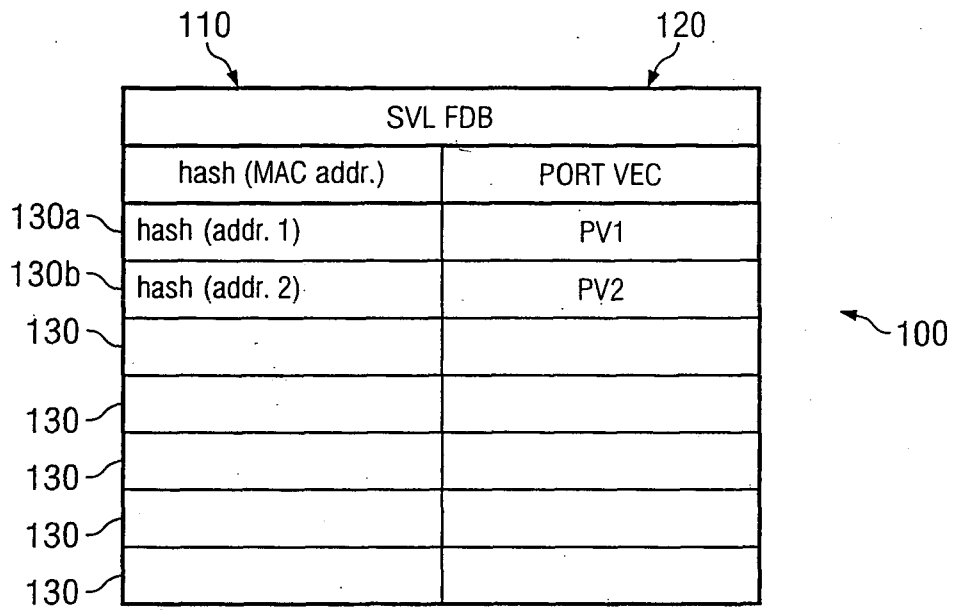 110 120
SVL FDB
hash (MAC addr.) PORT VEC
130a hash (addr. 1) PV1
130b hash (addr. 2) PV2
130
100
130
130
130
130